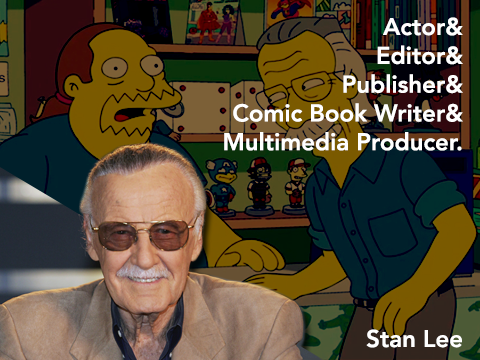 Actor&
Editor&
Publisher&
Comic Book Writer&
Multimedia Producer.
Stan Lee